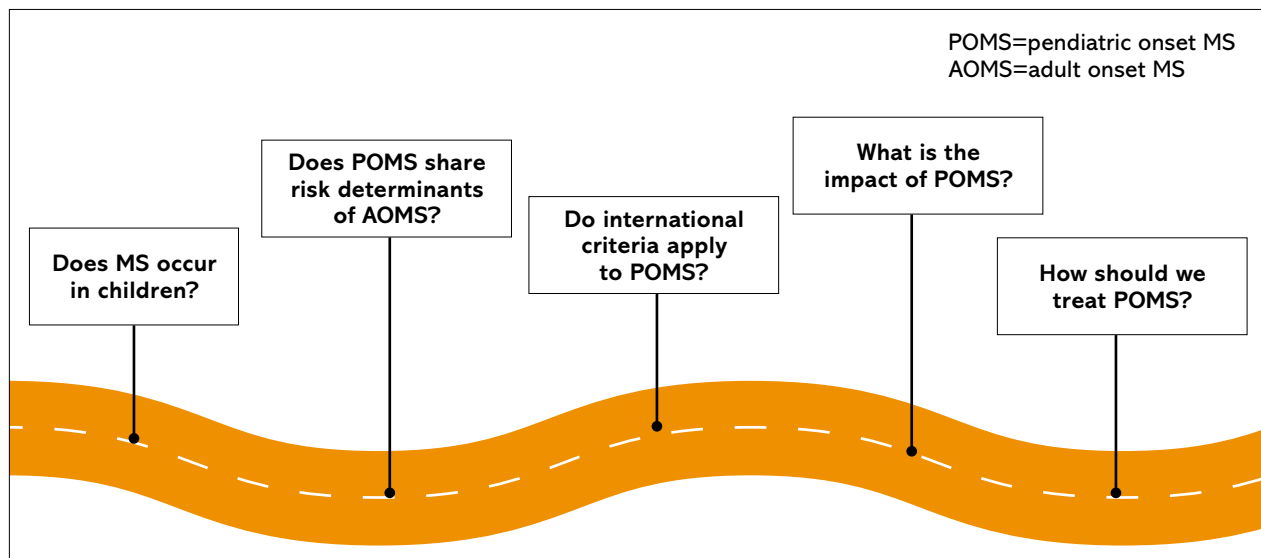 POMS=pendiatric onset MS
AOMS=adult onset MS
Does MS occur
in children?
Does POMS share
risk determinants
of AOMS?
Do international
criteria apply
to POMS?
What is the
impact of POMS?
How should we
treat POMS?